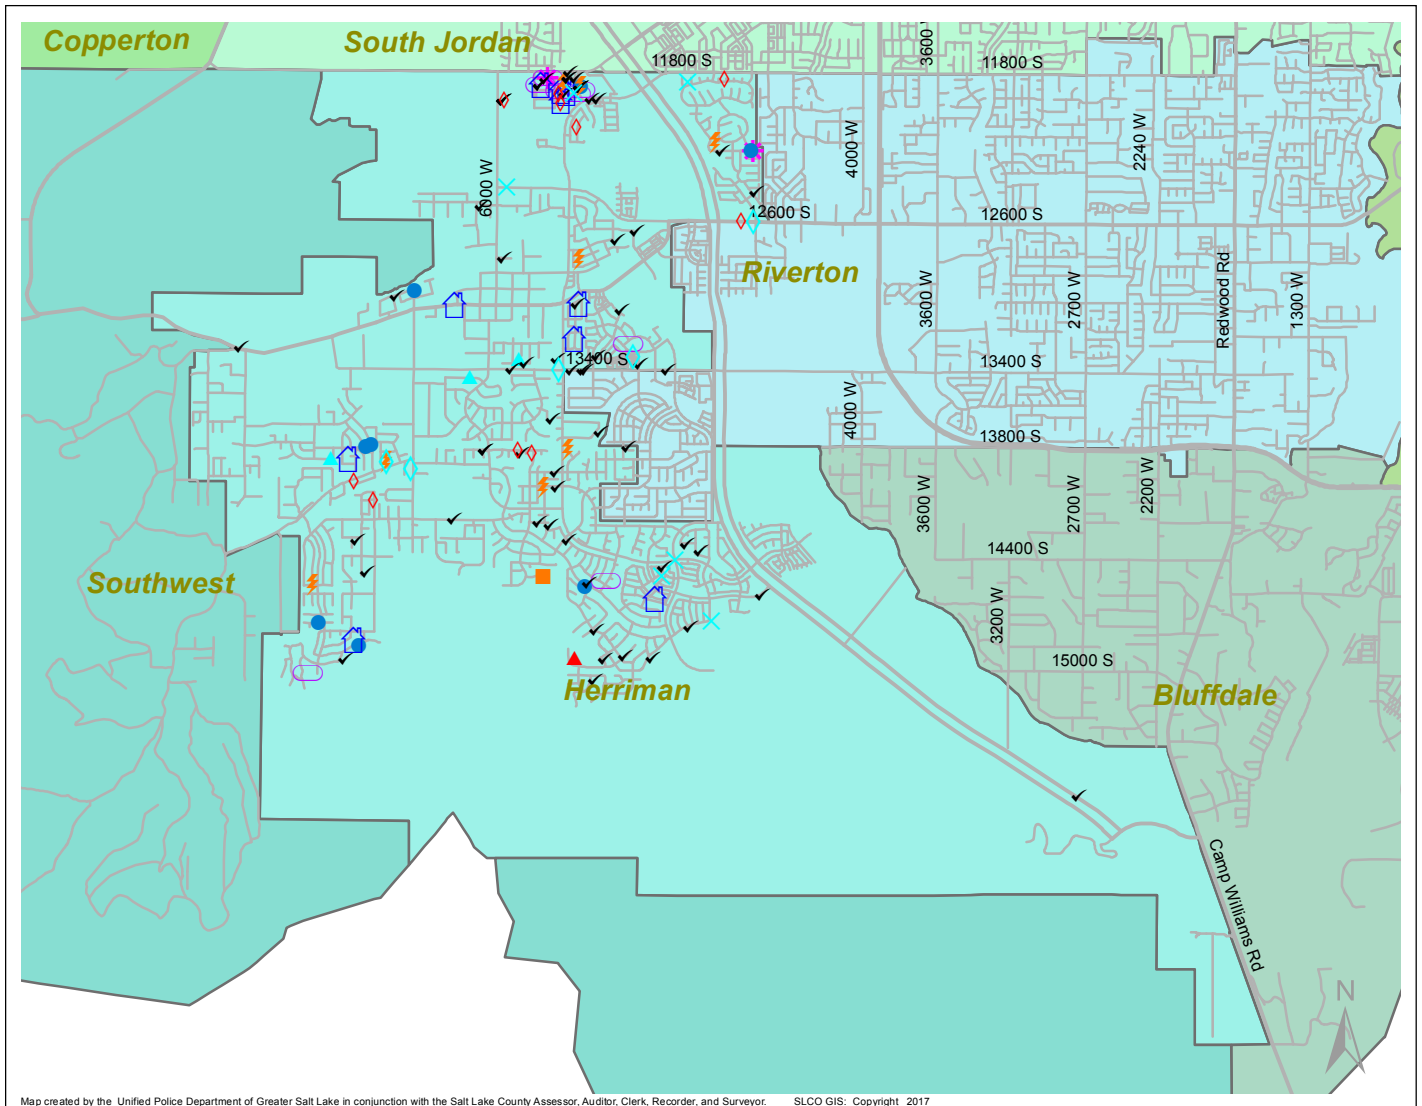 Copperton
South Jordan
3600
11800 S
11800 S
4000 W
2240 W
6000 W
12600 S
12600 S
Riverton
3600 W
2700 W
Redwood Rd
1300 W
13400 S
13400 S
4000 W
13800 S
3600 W
2700 W
2200 W
14400 S
Southwest
3200 W
15000 S
Herriman
Bluffdale
Camp Williams Rd
N
Map created by the Unified Police Department of Greater Salt Lake in conjunction with the Salt Lake County Assessor, Auditor, Clerk, Recorder, and Surveyor. SLCO GIS: Copyright 2017